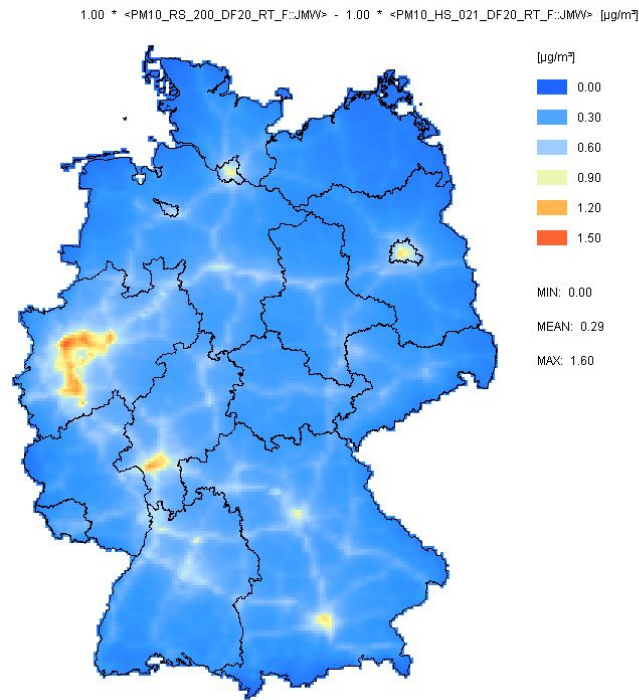 1.00 * <PM10_RS_200_DF20_RT_F::JMW> - 1.00 * <PM10_HS_021_DF20_RT_F::JMW> [µg/m³]
[µg/m³]
0.00
0.30
0.60
0.90
1.20
1.50
MIN: 0.00
MEAN: 0.29
MAX: 1.60